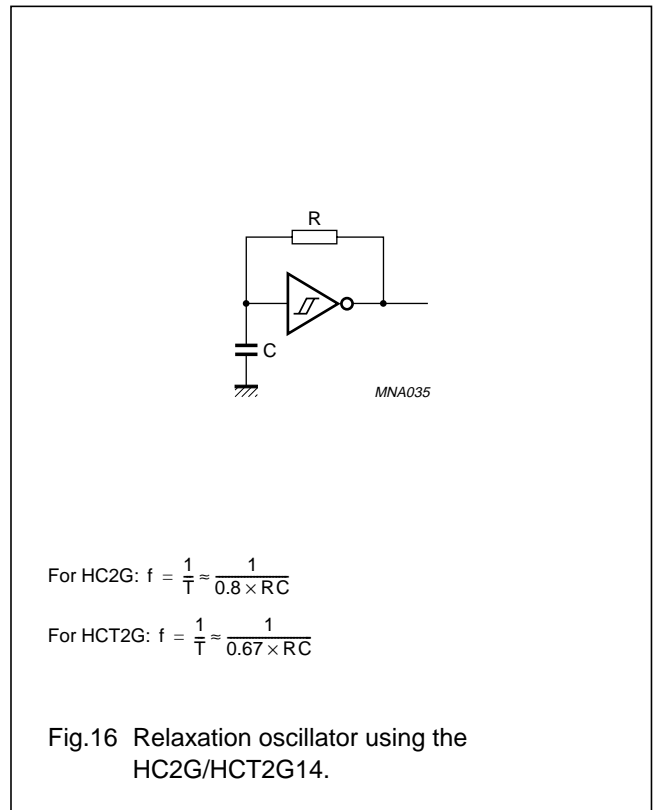 R
C
MNA035
For HC2G: f = 1/T ≈ 1/(0.8 × RC)
For HCT2G: f = 1/T ≈ 1/(0.67 × RC)
Fig.16 Relaxation oscillator using the
HC2G/HCT2G14.